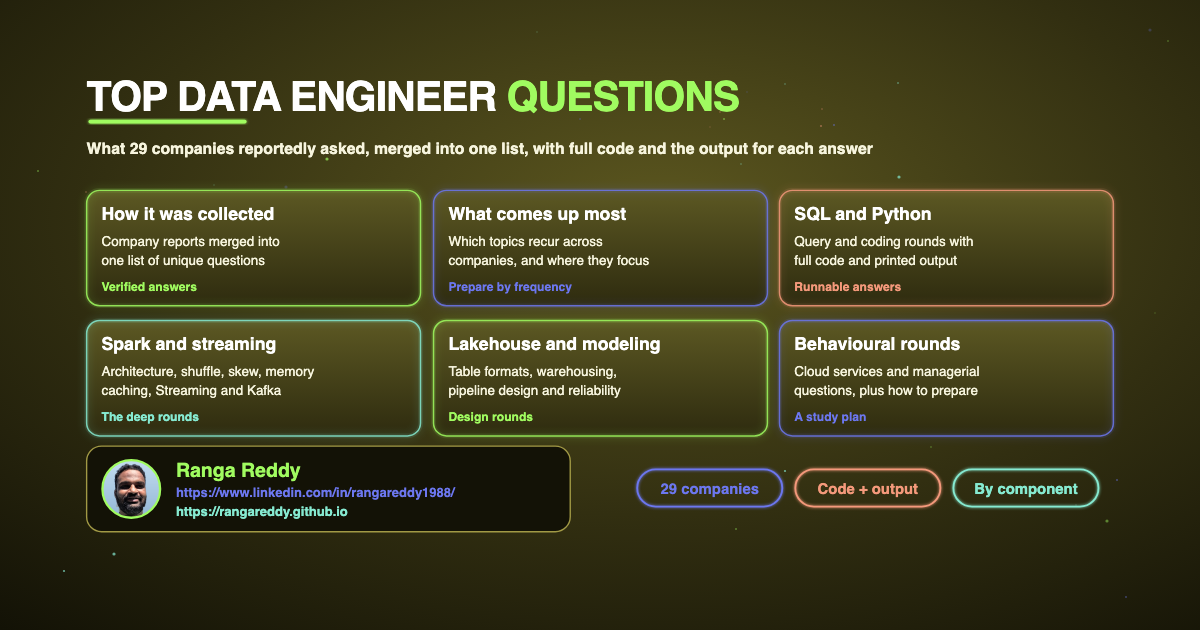 TOP DATA ENGINEER QUESTIONS
What 29 companies reportedly asked, merged into one list, with full code and the output for each answer
How it was collected
Company reports merged into
one list of unique questions
Verified answers
What comes up most
Which topics recur across
companies, and where they focus
Prepare by frequency
SQL and Python
Query and coding rounds with
full code and printed output
Runnable answers
Spark and streaming
Architecture, shuffle, skew, memory
caching, Streaming and Kafka
The deep rounds
Lakehouse and modeling
Table formats, warehousing,
pipeline design and reliability
Design rounds
Behavioural rounds
Cloud services and managerial
questions, plus how to prepare
A study plan
Ranga Reddy
https://www.linkedin.com/in/rangareddy1988/
https://rangareddy.github.io
29 companies
Code + output
By component